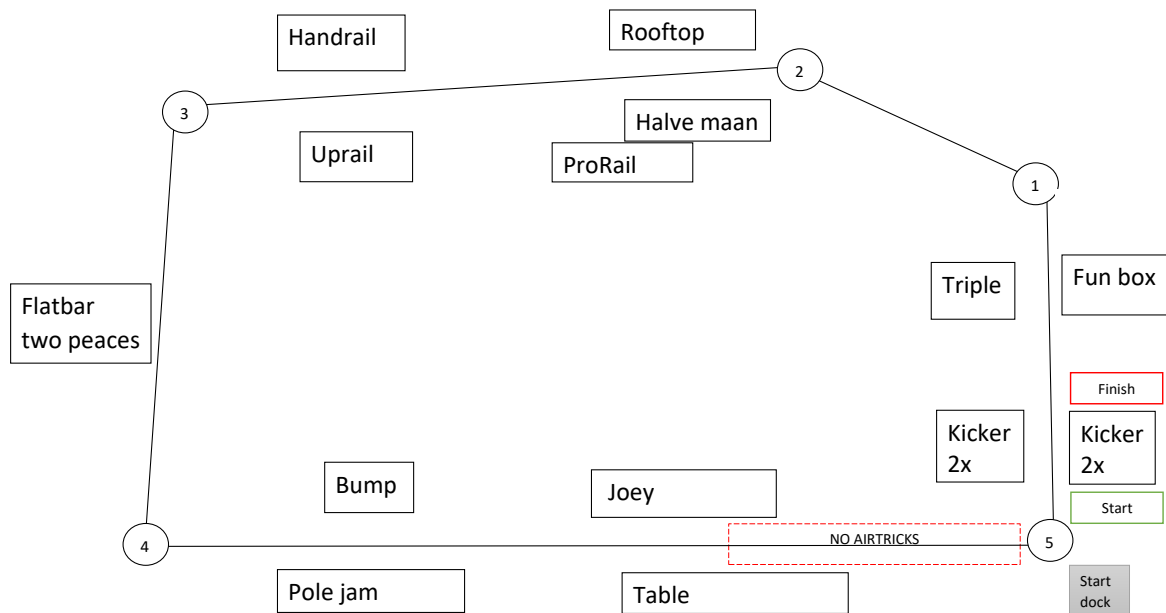 Handrail
Rooftop
2
3
Halve maan
Uprail
ProRail
1
Triple
Fun box
Flatbar
two peaces
Finish
Kicker
2x
Kicker
2x
Bump
Joey
Start
NO AIRTRICKS
4
5
Pole jam
Table
Start
dock